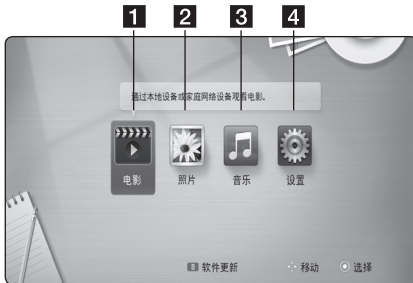 1 2 3 4
通过本地设备或家庭网络设备观看电影。
电影 照片 音乐 设置
软件更新 移动 选择